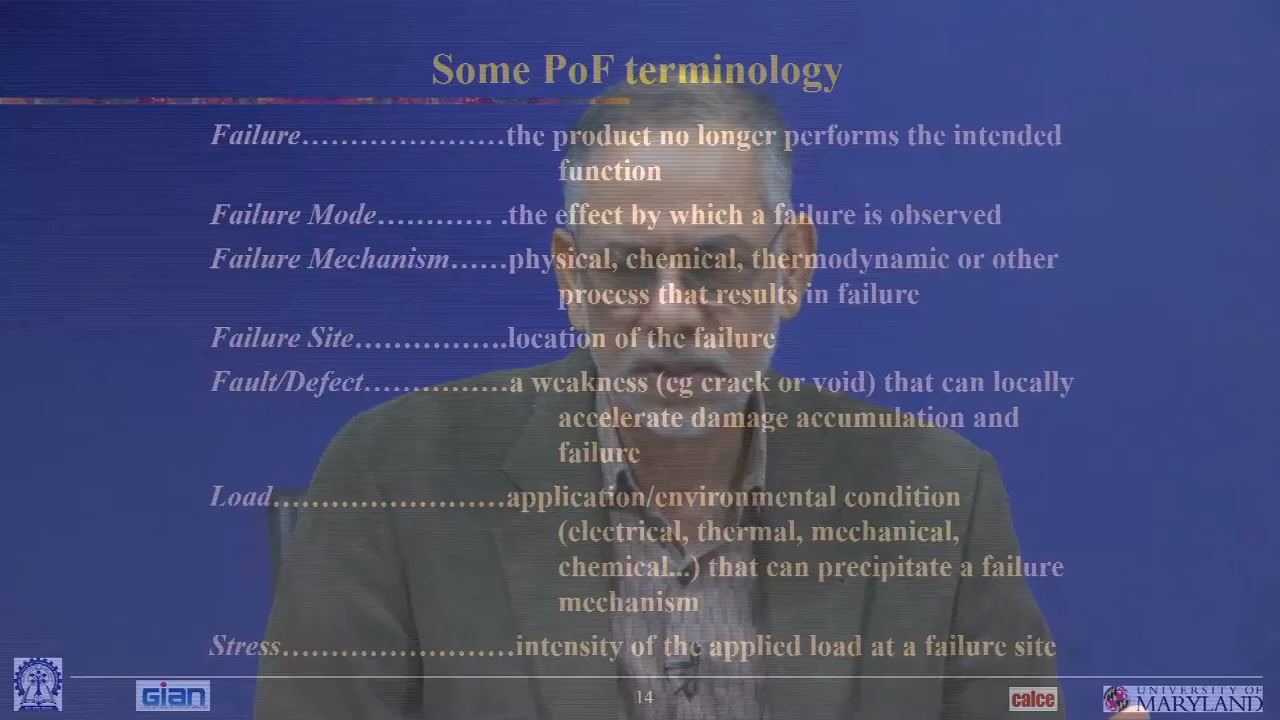 Some PoF terminology
Failure.....................the product no longer performs the intended
function
Failure Mode............ .the effect by which a failure is observed
Failure Mechanism......physical, chemical, thermodynamic or other
process that results in failure
Failure Site................location of the failure
Fault/Defect...............a weakness (eg crack or void) that can locally
accelerate damage accumulation and
failure
Load........................application/environmental condition
(electrical, thermal, mechanical,
chemical...) that can precipitate a failure
mechanism
Stress........................intensity of the applied load at a failure site
gian
14
calce
UNIVERSITY OF
MARYLAND